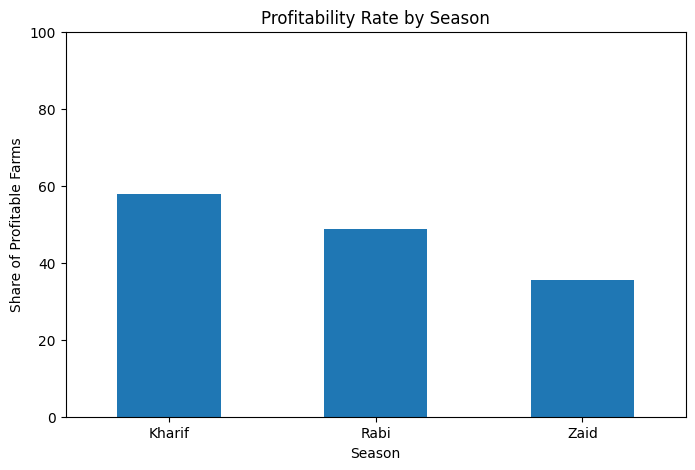 Profitability Rate by Season
Share of Profitable Farms
100
80
60
40
20
0
Kharif Rabi Zaid
Season